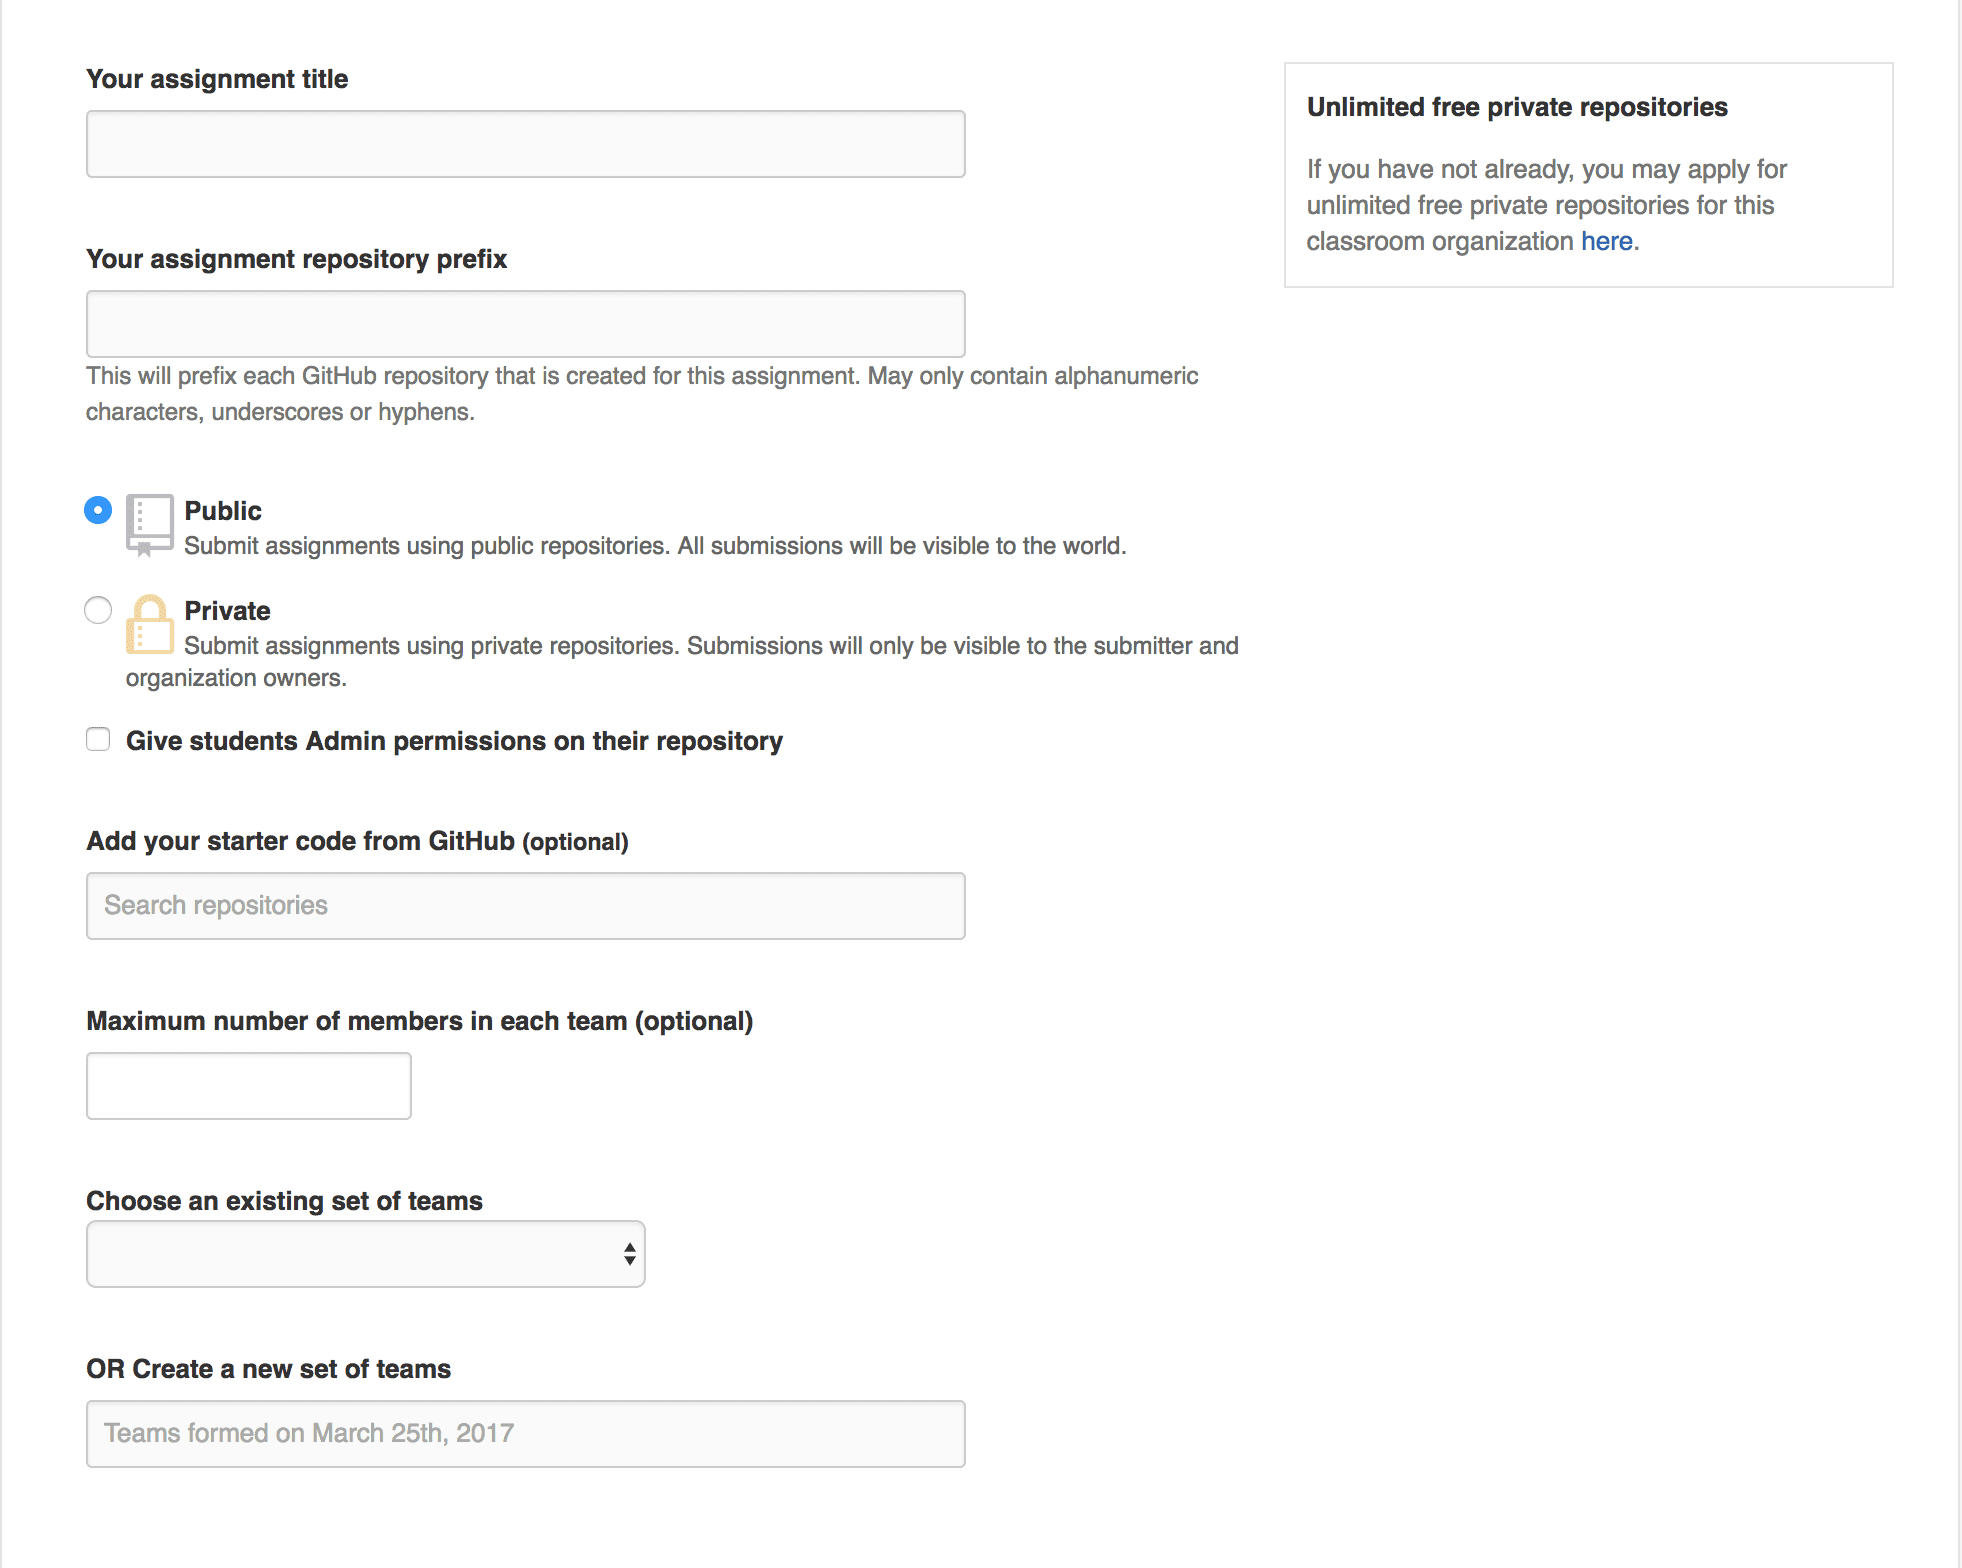 Your assignment title
Your assignment repository prefix
This will prefix each GitHub repository that is created for this assignment. May only contain alphanumeric
characters, underscores or hyphens.
Public
Submit assignments using public repositories. All submissions will be visible to the world.
Private
Submit assignments using private repositories. Submissions will only be visible to the submitter and
organization owners.
Give students Admin permissions on their repository
Add your starter code from GitHub (optional)
Search repositories
Maximum number of members in each team (optional)
Choose an existing set of teams
OR Create a new set of teams
Teams formed on March 25th, 2017
Unlimited free private repositories
If you have not already, you may apply for
unlimited free private repositories for this
classroom organization here.